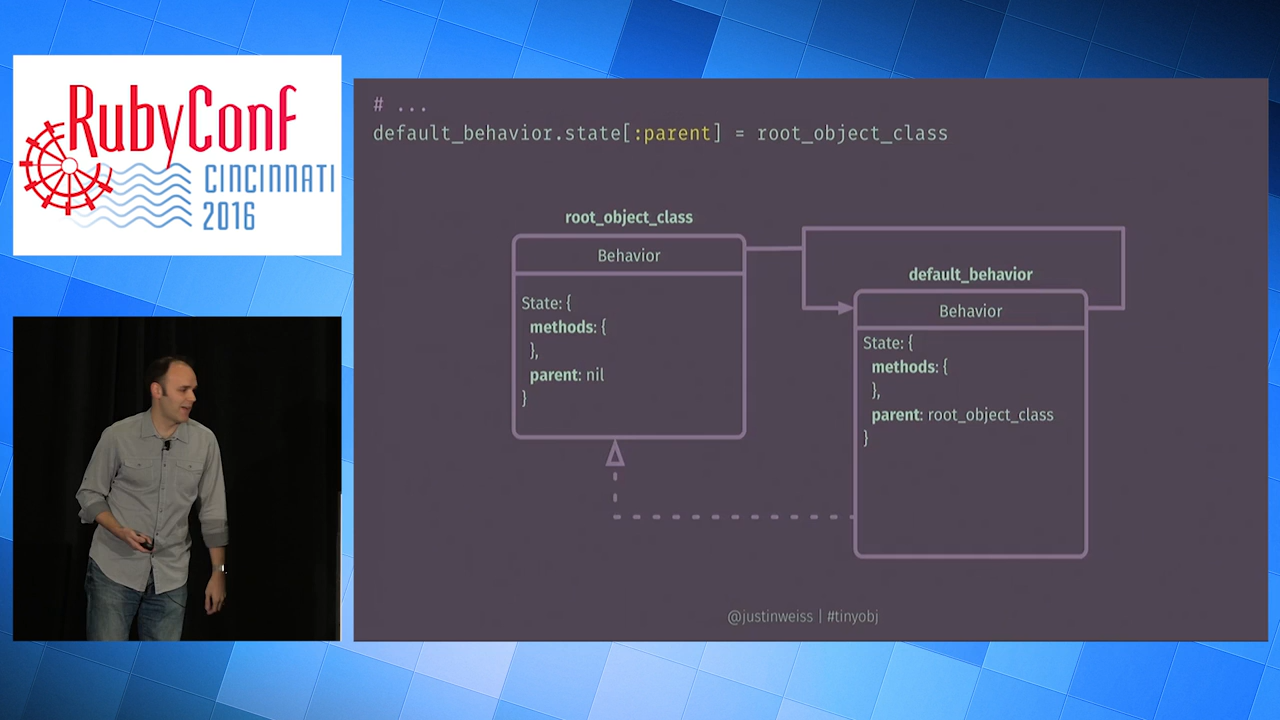 RubyConf
CINCINNATI
2016
# ...
default_behavior.state[:parent] = root_object_class
root_object_class
Behavior
State: {
methods: {
},
parent: nil
}
default_behavior
Behavior
State: {
methods: {
},
parent: root_object_class
}
@justinweiss | #tinyobj